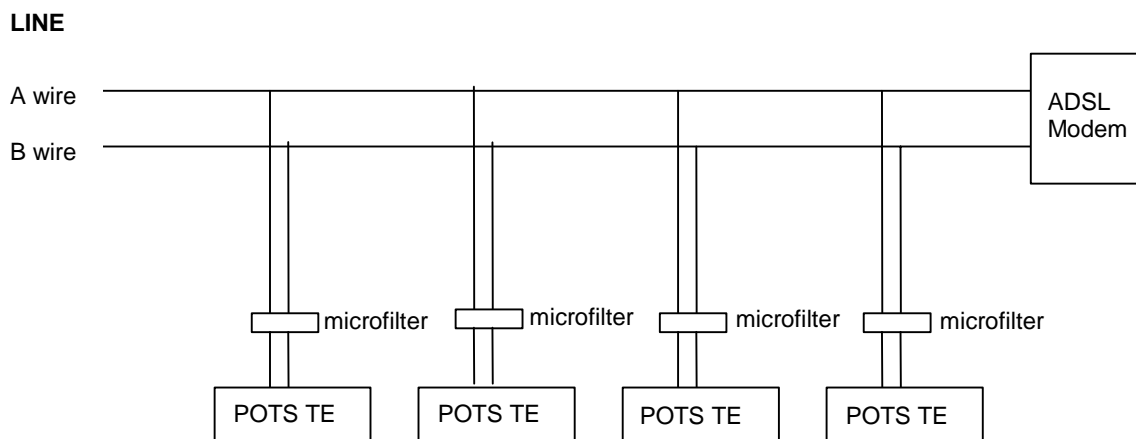 LINE
A wire
ADSL
Modem
B wire
microfilter
microfilter
microfilter
microfilter
POTS TE
POTS TE
POTS TE
POTS TE